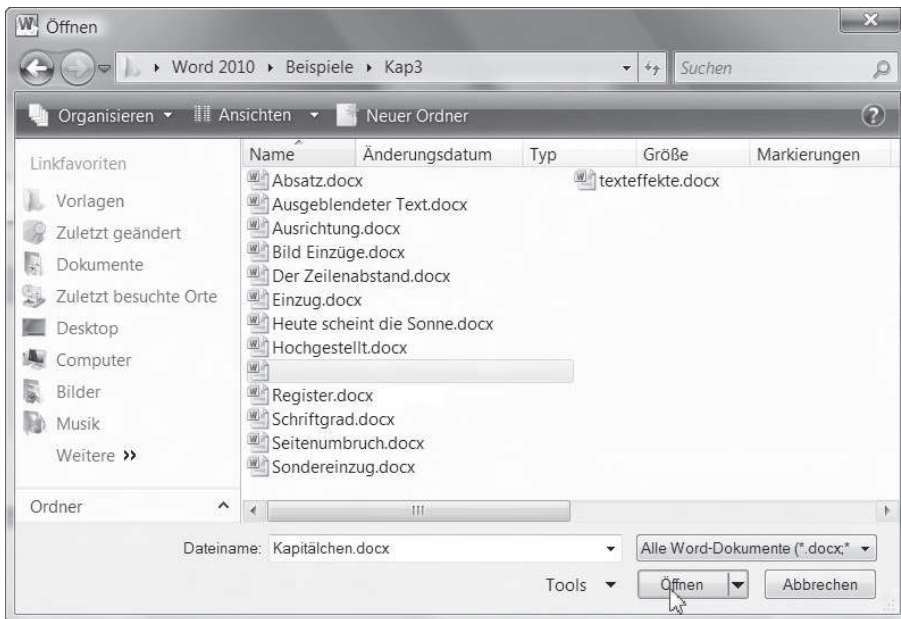 Öffnen
Word 2010 Beispiele Kap3
Suchen
Organisieren Ansichten Neuer Ordner
?
Linkfavoriten
Vorlagen
Zuletzt geändert
Dokumente
Zuletzt besuchte Orte
Desktop
Computer
Bilder
Musik
Weitere »
Ordner
Name Änderungsdatum Typ Größe Markierungen
Absatz.docx
Ausgeblendeter Text.docx
Ausrichtung.docx
Bild Einzüge.docx
Der Zeilenabstand.docx
Einzug.docx
Heute scheint die Sonne.docx
Hochgestellt.docx
Register.docx
Schriftgrad.docx
Seitenumbruch.docx
Sondereinzug.docx
texteffekte.docx
Dateiname: Kapitälchen.docx
Alle Word-Dokumente (*.docx;*
Tools Öffnen Abbrechen